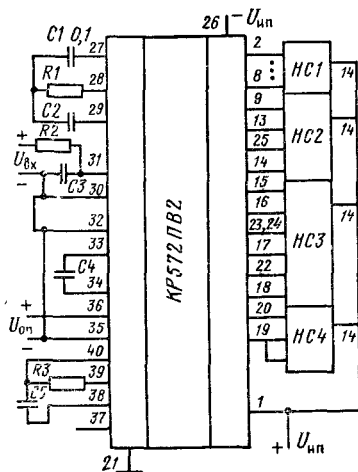 26 – Uип
C1 0,1 27
R1 28
C2 29
R2
+
Uвх 31
– C3 30
32
33
C4
34
+ 36
Uоп 35
–
40
R3 39
C5 38
37
21
КР572ПВ2
2
8
9
13
25
14
15
16
23,24
17
22
18
20
19
1
НС1 14
НС2 14
НС3 14
НС4 14
+ Uип